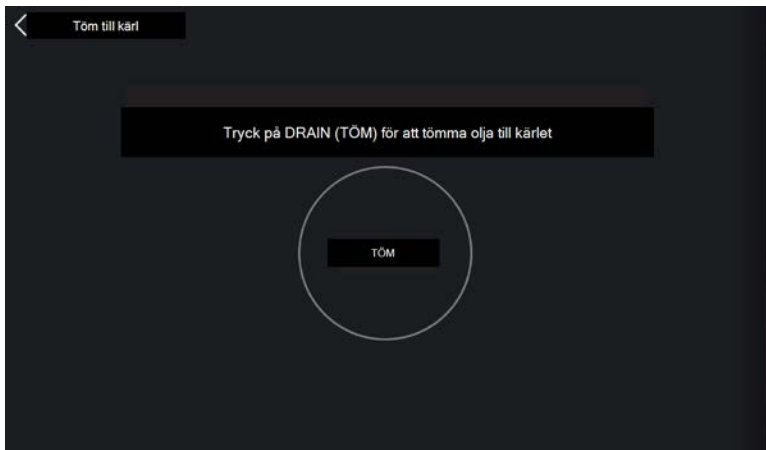 Töm till kärl
Tryck på DRAIN (TÖM) för att tömma olja till kärlet
TÖM